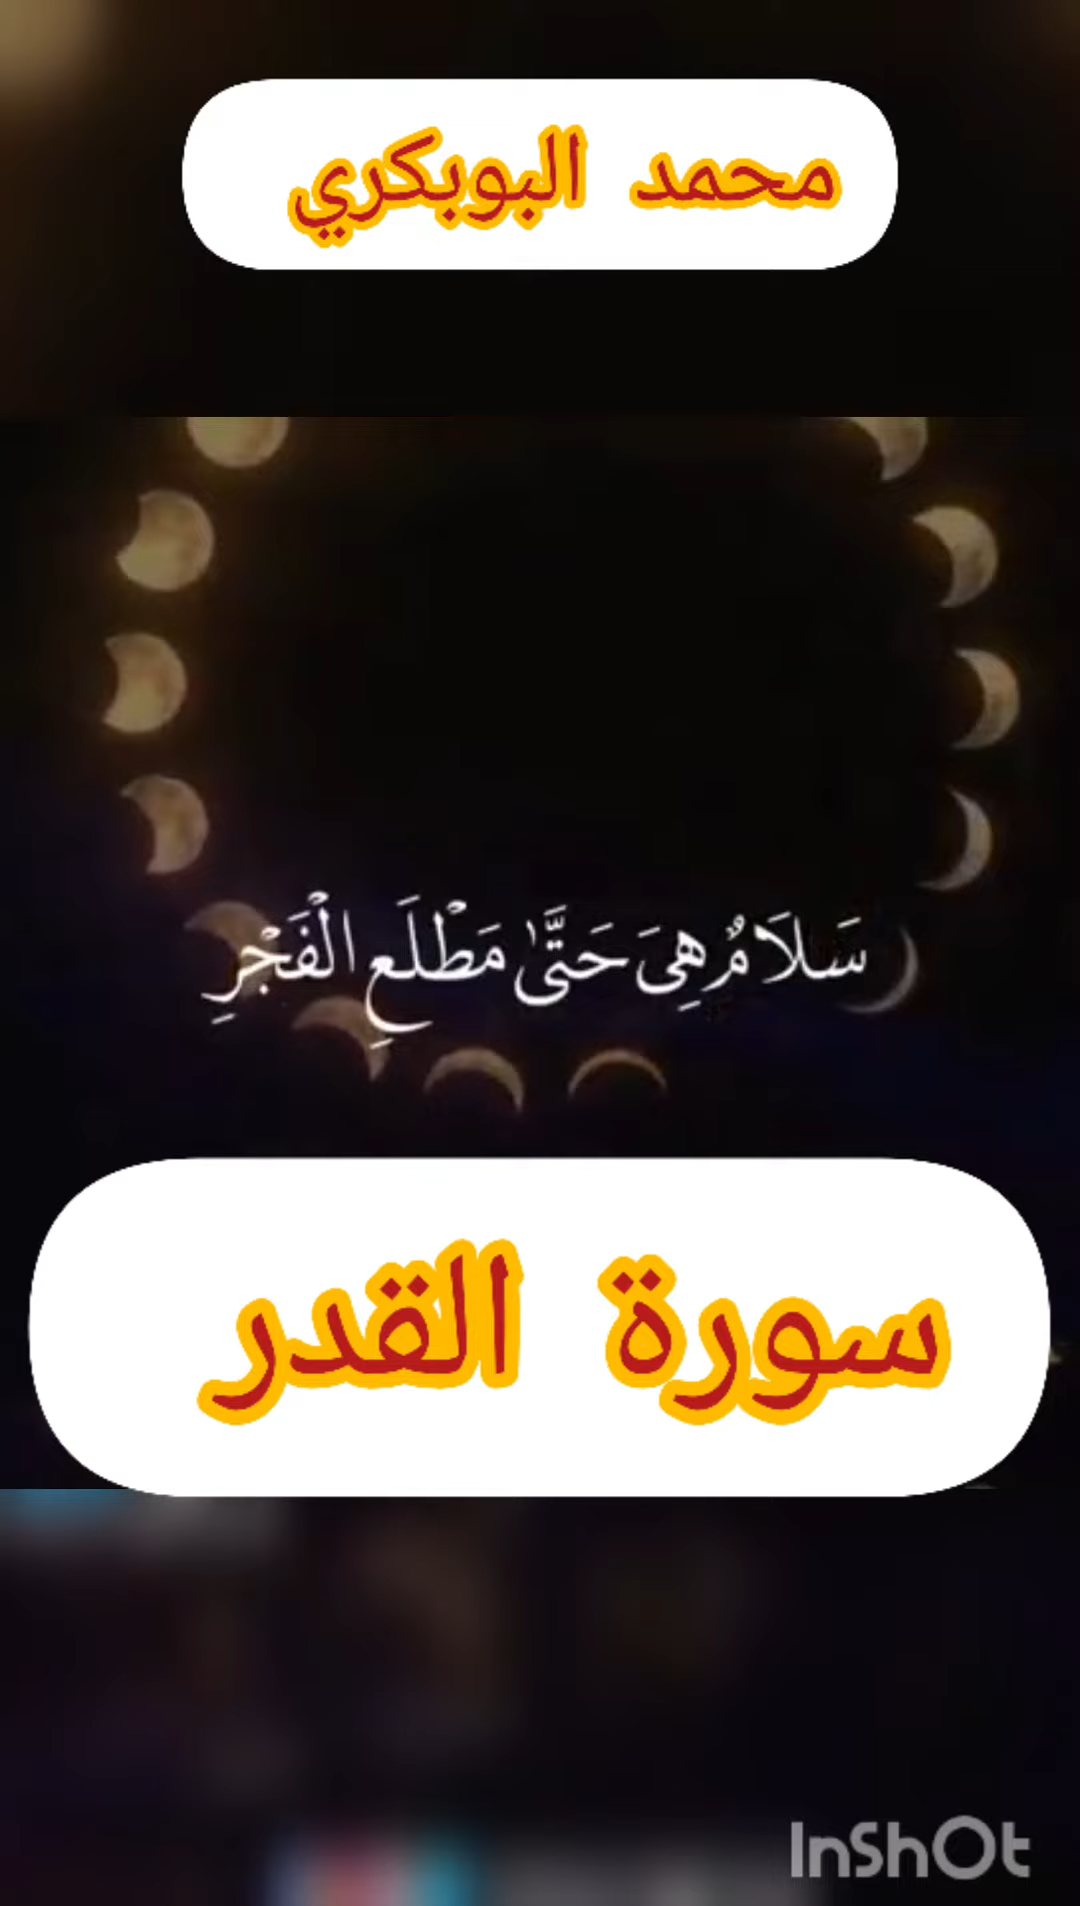 محمد البوبكري
سَلَامٌ هِيَ حَتَّىٰ مَطْلَعِ الْفَجْرِ
سورة القدر
InShOt